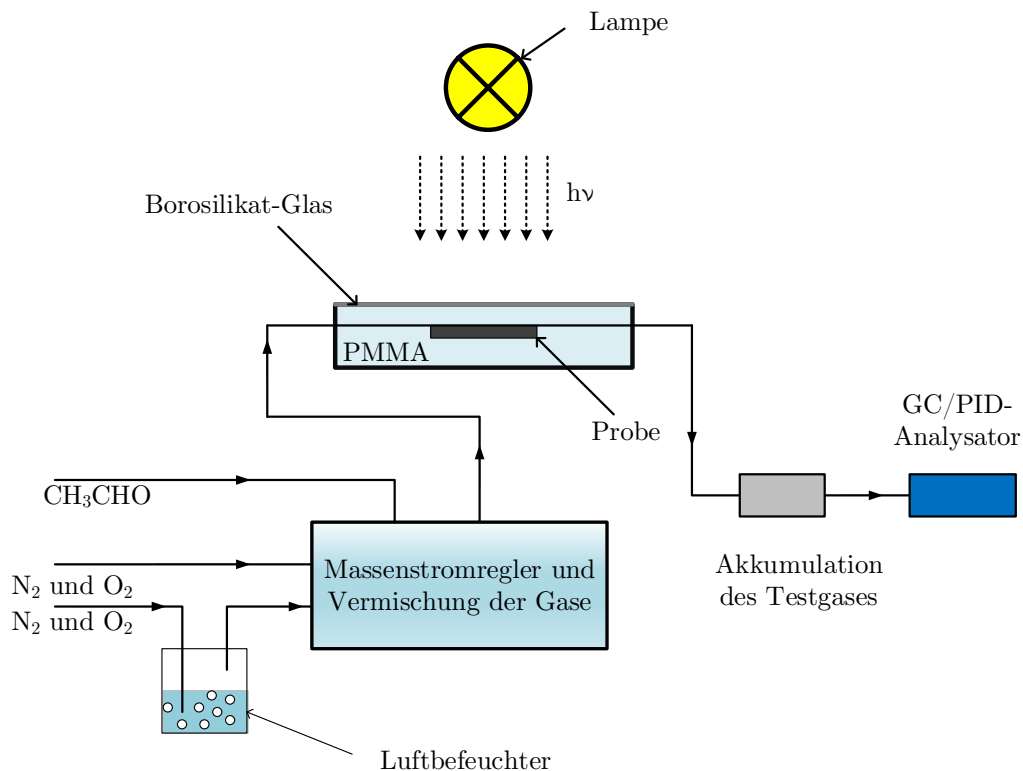 Lampe
hν
Borosilikat-Glas
PMMA
Probe
GC/PID-
Analysator
CH₃CHO
Massenstromregler und
Vermischung der Gase
N₂ und O₂
N₂ und O₂
Akkumulation
des Testgases
Luftbefeuchter